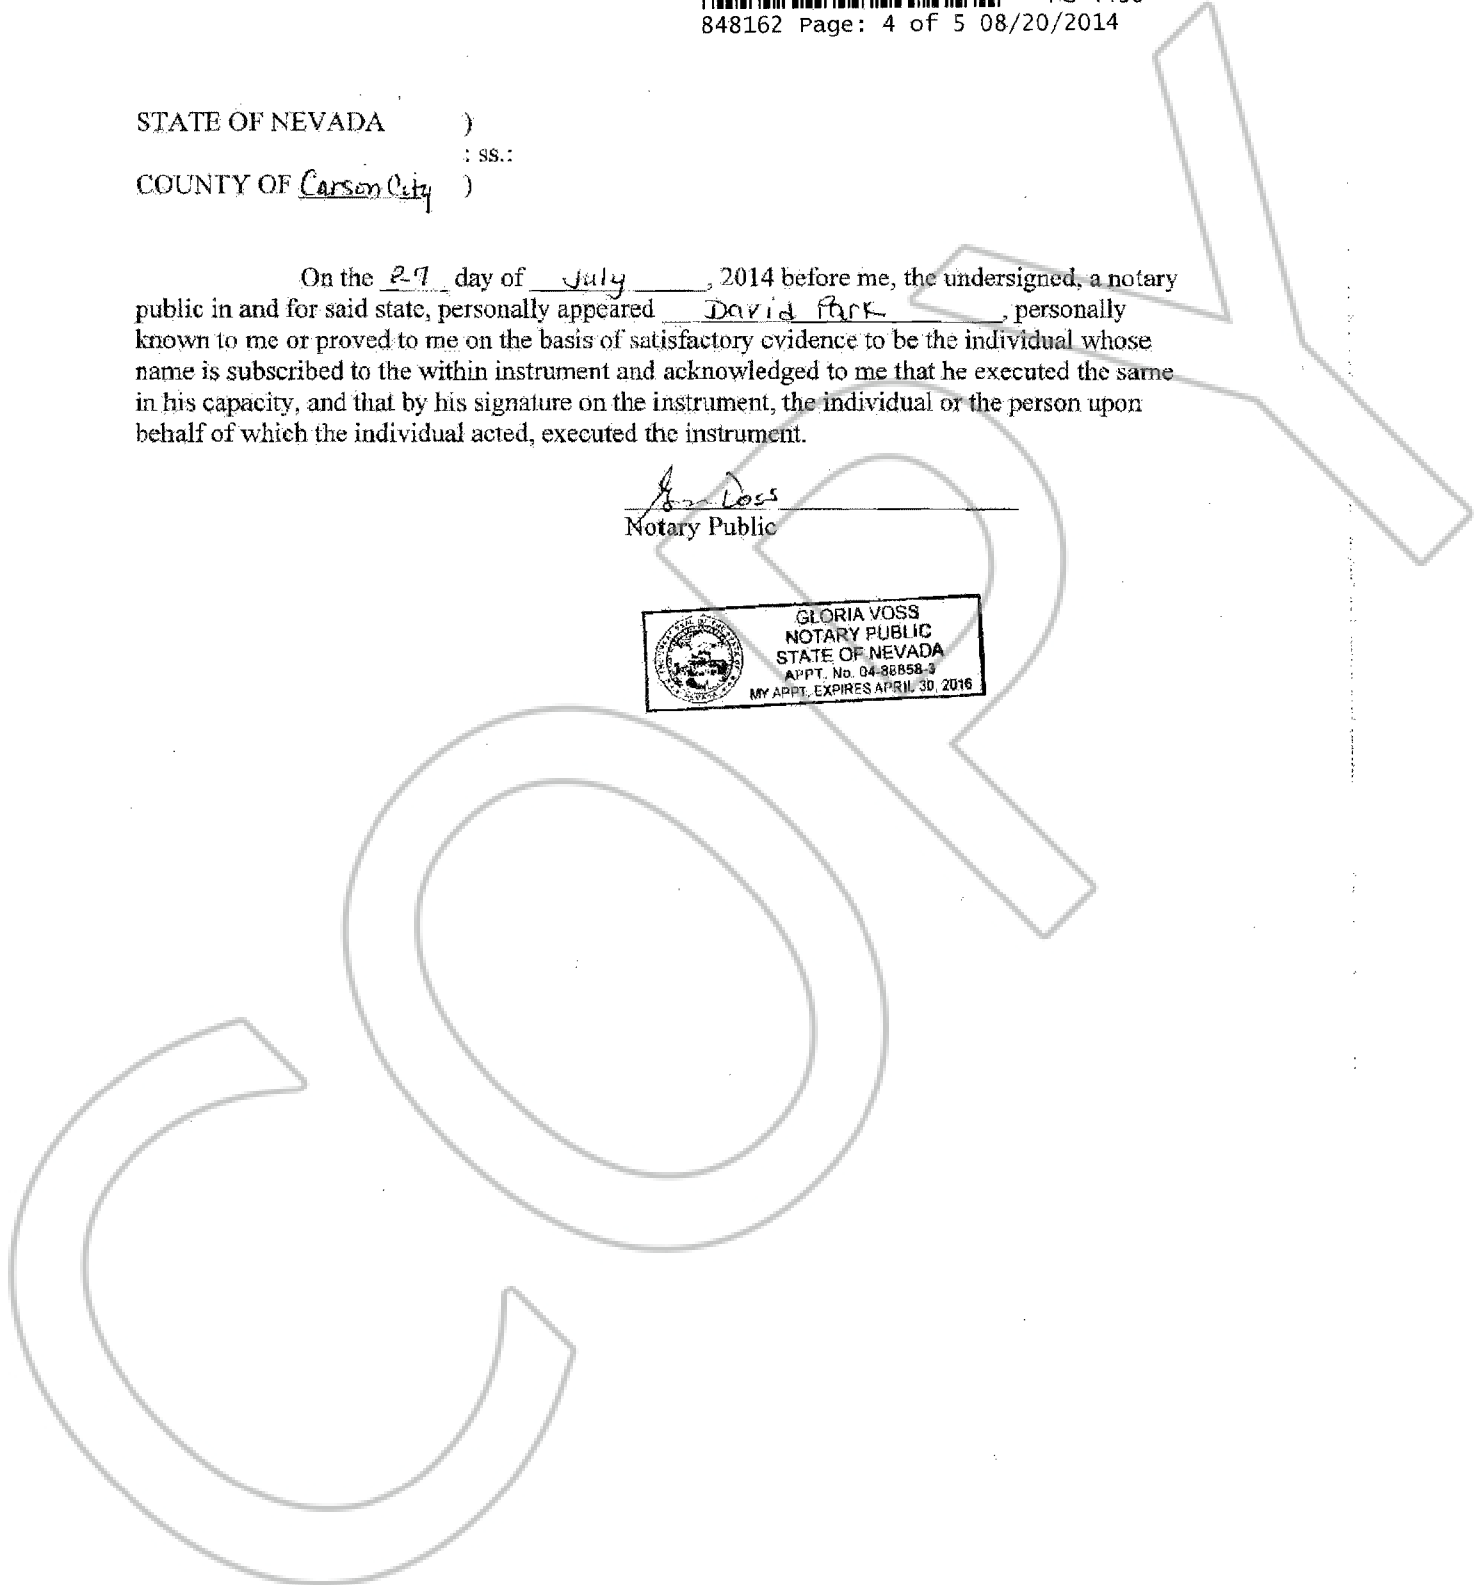 848162 Page: 4 of 5 08/20/2014
STATE OF NEVADA )
: ss.:
COUNTY OF Carson City )
On the 27 day of July, 2014 before me, the undersigned, a notary
public in and for said state, personally appeared David Park, personally
known to me or proved to me on the basis of satisfactory evidence to be the individual whose
name is subscribed to the within instrument and acknowledged to me that he executed the same
in his capacity, and that by his signature on the instrument, the individual or the person upon
behalf of which the individual acted, executed the instrument.
Voss
Notary Public
GLORIA VOSS
NOTARY PUBLIC
STATE OF NEVADA
APPT. No. 04-88858-3
MY APPT. EXPIRES APRIL 30, 2016
COPY